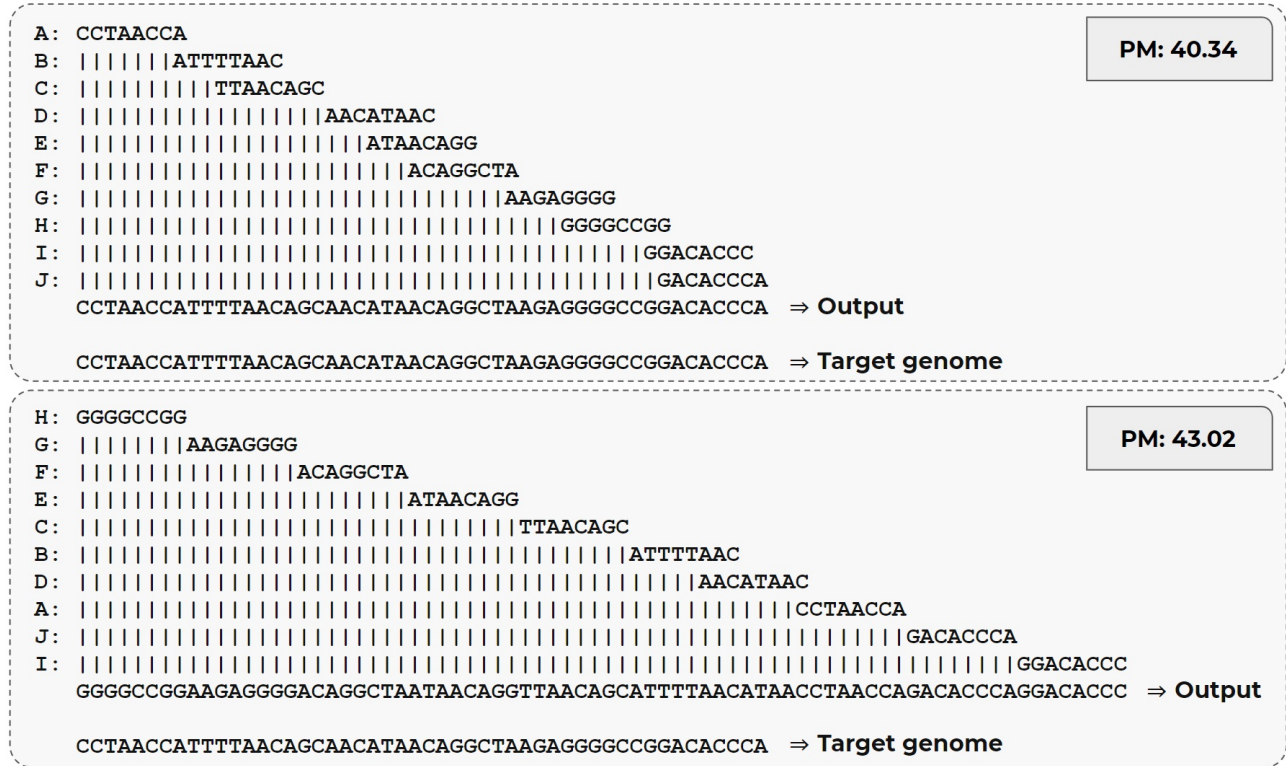 A: CCTAACCA
PM: 40.34
B: |||||||ATTTTAAC
C: ||||||||||TTAACAGC
D: ||||||||||||||||||AACATAAC
E: |||||||||||||||||||||ATAACAGG
F: ||||||||||||||||||||||||ACAGGCTA
G: |||||||||||||||||||||||||||||||AAGAGGGG
H: |||||||||||||||||||||||||||||||||||GGGGCCGG
I: |||||||||||||||||||||||||||||||||||||||||GGACACCC
J: ||||||||||||||||||||||||||||||||||||||||||GACACCCA
CCTAACCATTTTAACAGCAACATAACAGGCTAAGAGGGGCCGGACACCCA ⇒ Output
CCTAACCATTTTAACAGCAACATAACAGGCTAAGAGGGGCCGGACACCCA ⇒ Target genome
H: GGGGCCGG
PM: 43.02
G: ||||||||AAGAGGGG
F: ||||||||||||||||ACAGGCTA
E: ||||||||||||||||||||||||ATAACAGG
C: ||||||||||||||||||||||||||||||||TTAACAGC
B: ||||||||||||||||||||||||||||||||||||||||ATTTTAAC
D: |||||||||||||||||||||||||||||||||||||||||||||AACATAAC
A: ||||||||||||||||||||||||||||||||||||||||||||||||||||CCTAACCA
J: ||||||||||||||||||||||||||||||||||||||||||||||||||||||||||||GACACCCA
I: ||||||||||||||||||||||||||||||||||||||||||||||||||||||||||||||||||||GGACACCC
GGGGCCGGAAGAGGGGACAGGCTAATAACAGGTTAACAGCATTTTAACATAACCTAACCAGACACCCAGGACACCC ⇒ Output
CCTAACCATTTTAACAGCAACATAACAGGCTAAGAGGGGCCGGACACCCA ⇒ Target genome